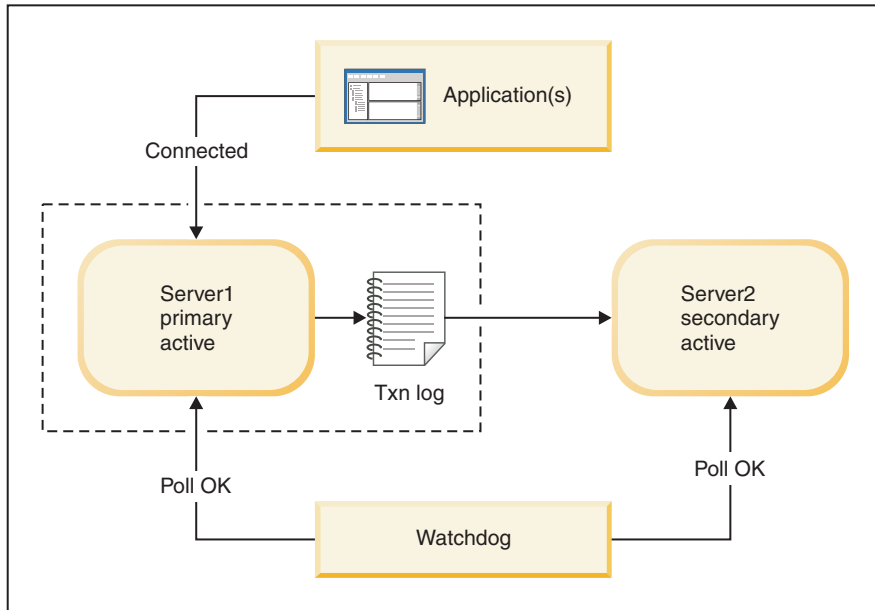 Application(s)
Connected
Server1
primary
active
Txn log
Server2
secondary
active
Poll OK
Poll OK
Watchdog